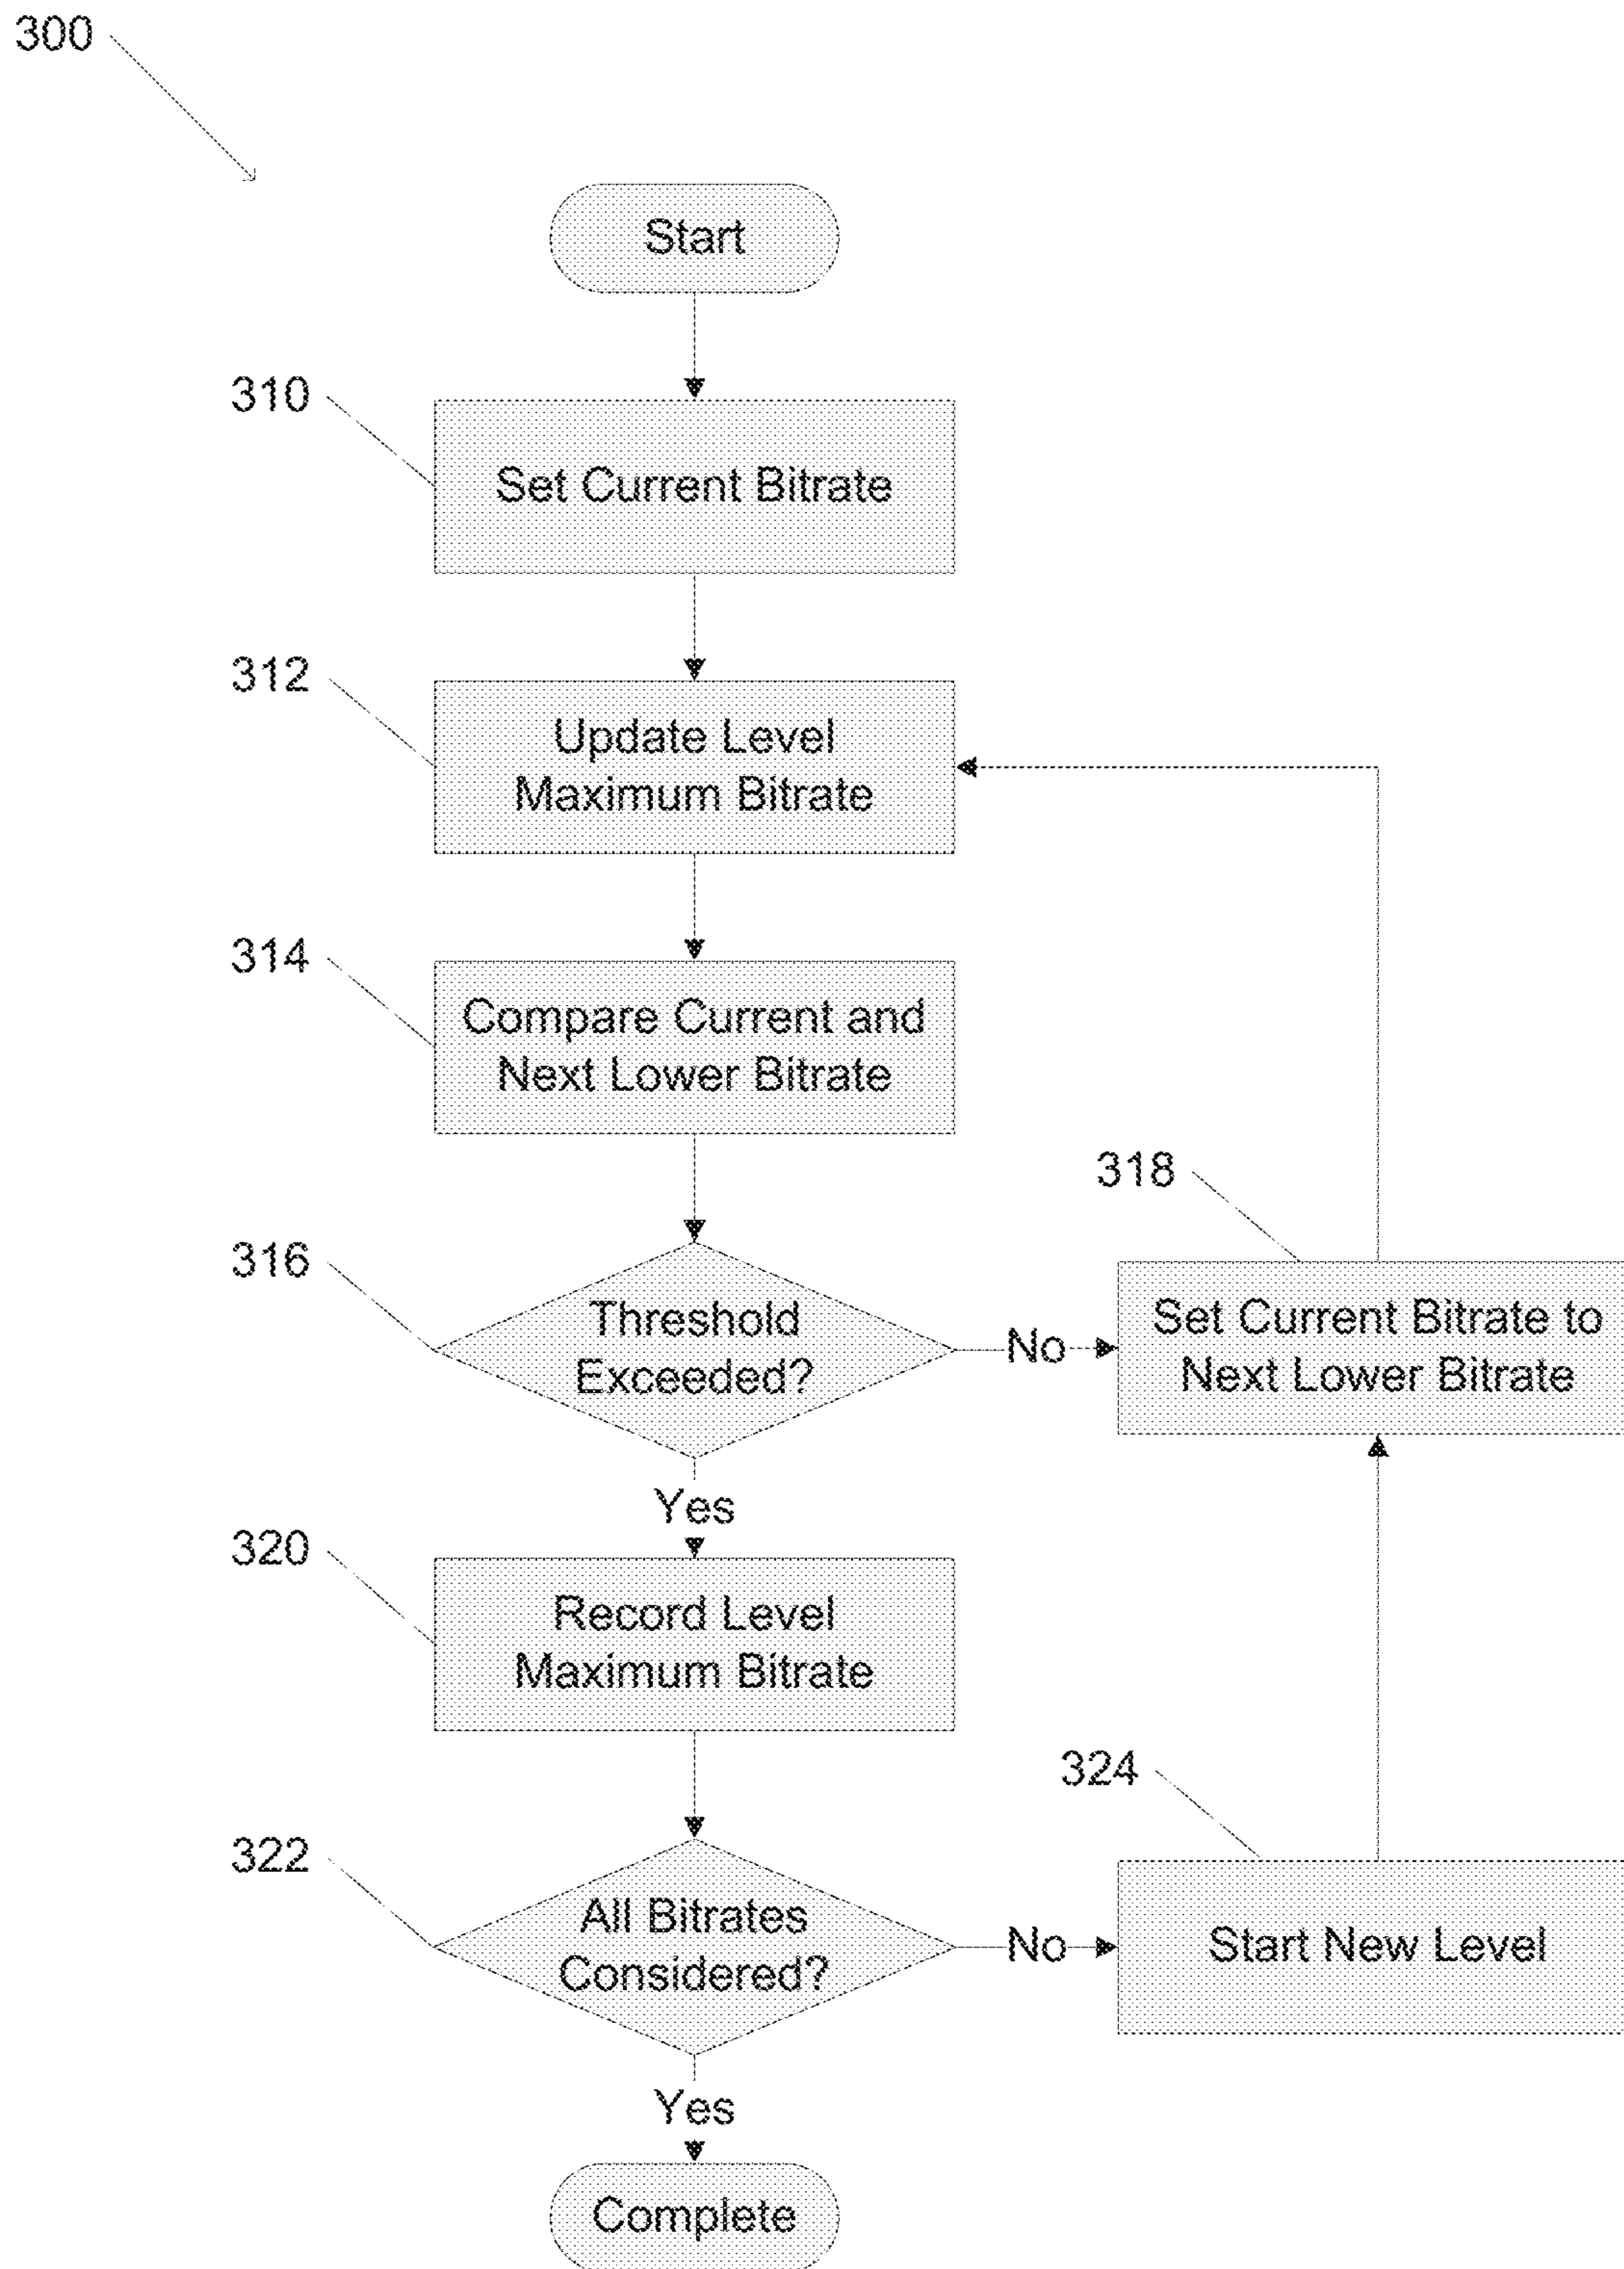 300
Start
310
Set Current Bitrate
312
Update Level
Maximum Bitrate
314
Compare Current and
Next Lower Bitrate
316
Threshold
Exceeded?
No
318
Set Current Bitrate to
Next Lower Bitrate
Yes
320
Record Level
Maximum Bitrate
322
All Bitrates
Considered?
No
324
Start New Level
Yes
Complete